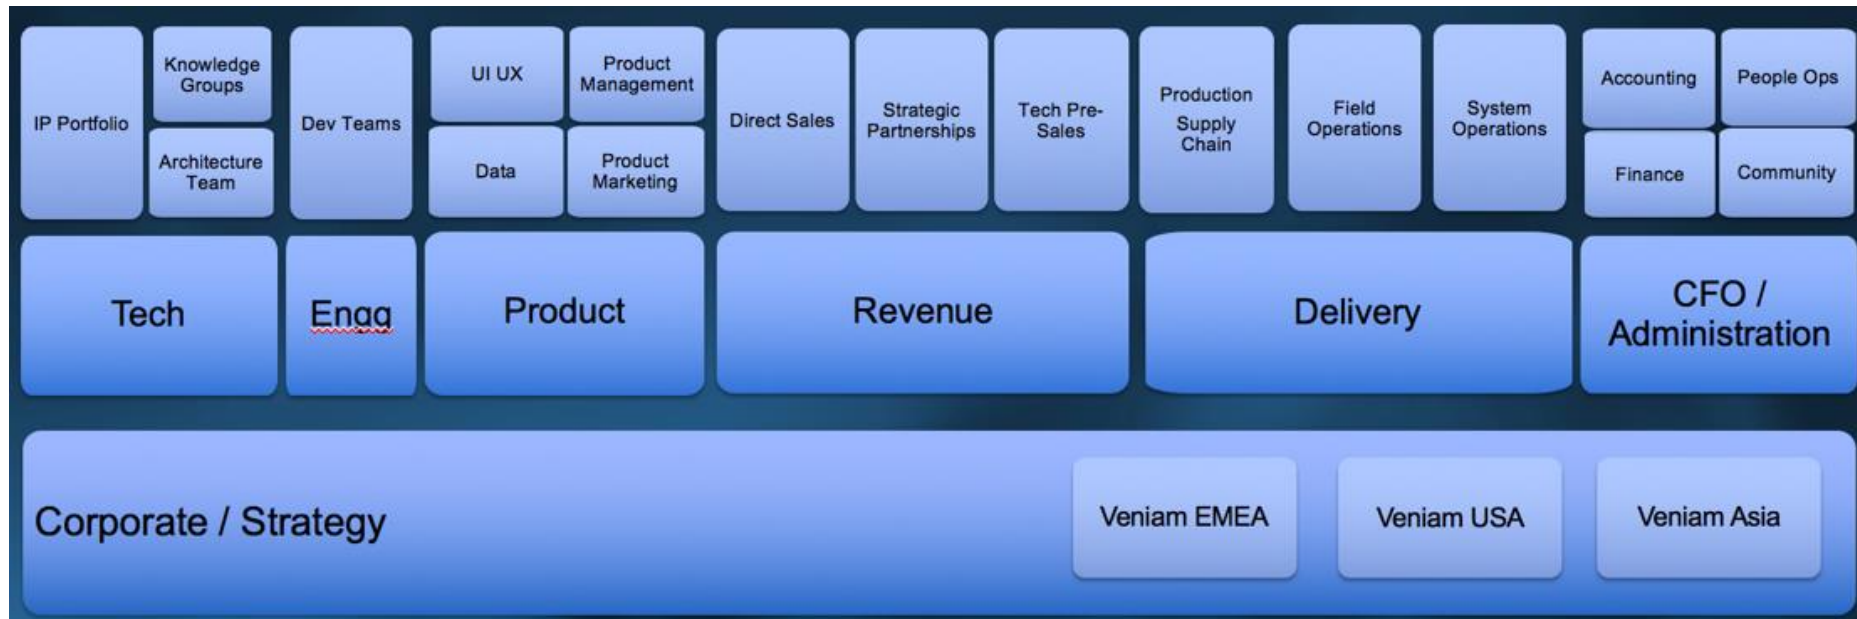 IP Portfolio
Knowledge
Groups
Architecture
Team
Dev Teams
UI UX
Product
Management
Data
Product
Marketing
Direct Sales
Strategic
Partnerships
Tech Pre-
Sales
Production
Supply
Chain
Field
Operations
System
Operations
Accounting
People Ops
Finance
Community
Tech
Engg
Product
Revenue
Delivery
CFO /
Administration
Corporate / Strategy
Veniam EMEA
Veniam USA
Veniam Asia